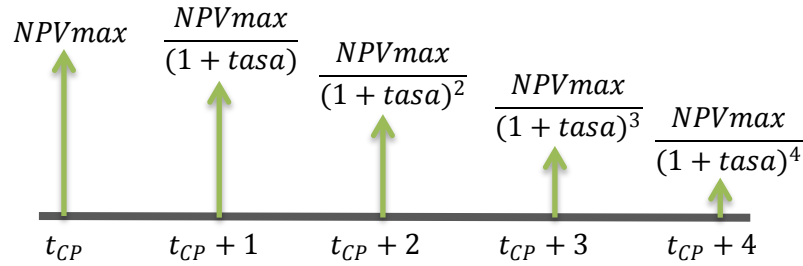 NPVmax
NPVmax
(1 + tasa)
NPVmax
(1 + tasa)²
NPVmax
(1 + tasa)³
NPVmax
(1 + tasa)⁴
t_CP
t_CP + 1
t_CP + 2
t_CP + 3
t_CP + 4